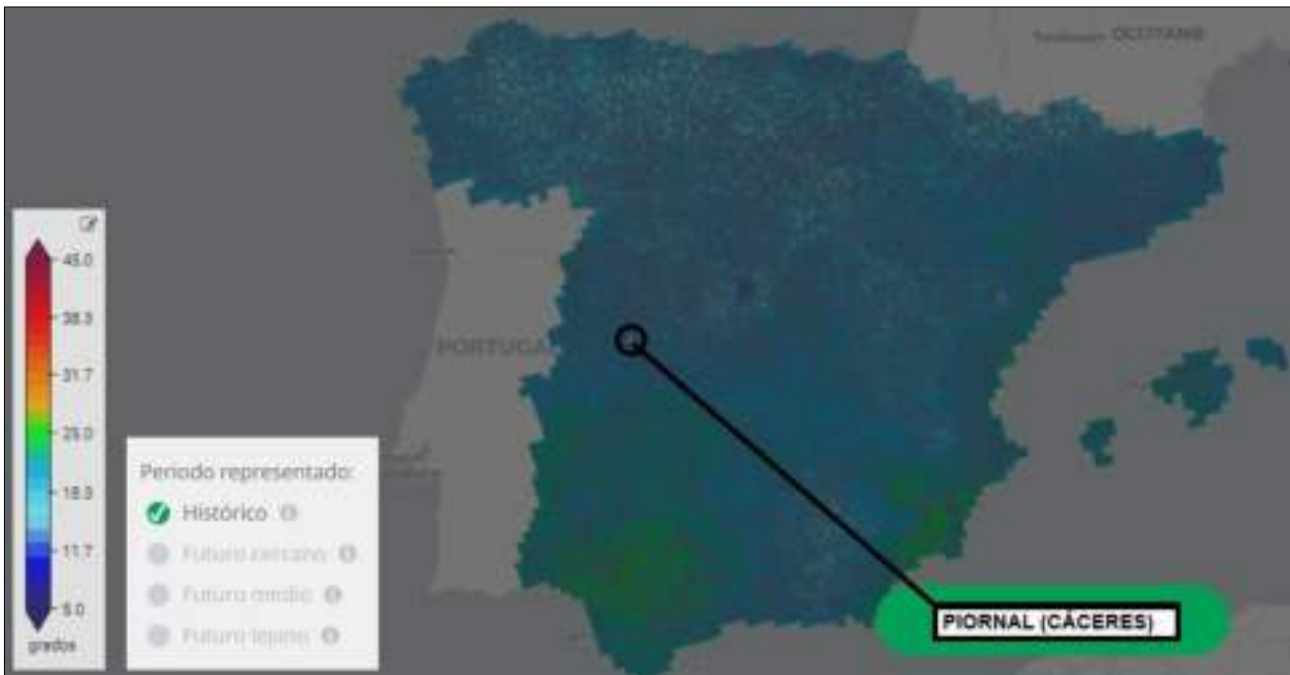 OCCITANIE
PORTUGAL
45.0
38.3
31.7
25.0
18.3
11.7
5.0
grados
Periodo representado:
Histórico
Futuro cercano
Futuro medio
Futuro lejano
PIORNAL (CÁCERES)